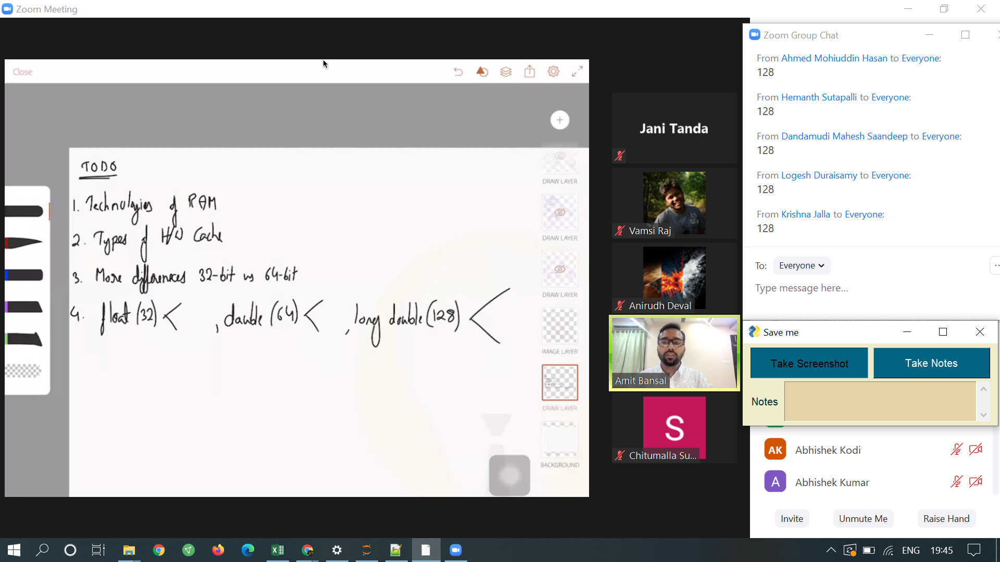 Zoom Meeting
Close
TODO
1. Technologies of RAM
2. Types of H/W Cache
3. More differences 32-bit vs 64-bit
4. float (32) < , double (64) < , long double (128) <
DRAW LAYER
DRAW LAYER
DRAW LAYER
IMAGE LAYER
DRAW LAYER
BACKGROUND
Jani Tanda
Vamsi Raj
Anirudh Deval
Amit Bansal
S
Chitumalla Su...
Zoom Group Chat
From Ahmed Mohiuddin Hasan to Everyone:
128
From Hemanth Sutapalli to Everyone:
128
From Dandamudi Mahesh Saandeep to Everyone:
128
From Logesh Duraisamy to Everyone:
128
From Krishna Jalla to Everyone:
128
To: Everyone
Type message here...
Save me
Take Screenshot Take Notes
Notes
AK Abhishek Kodi
A Abhishek Kumar
Invite Unmute Me Raise Hand
ENG 19:45